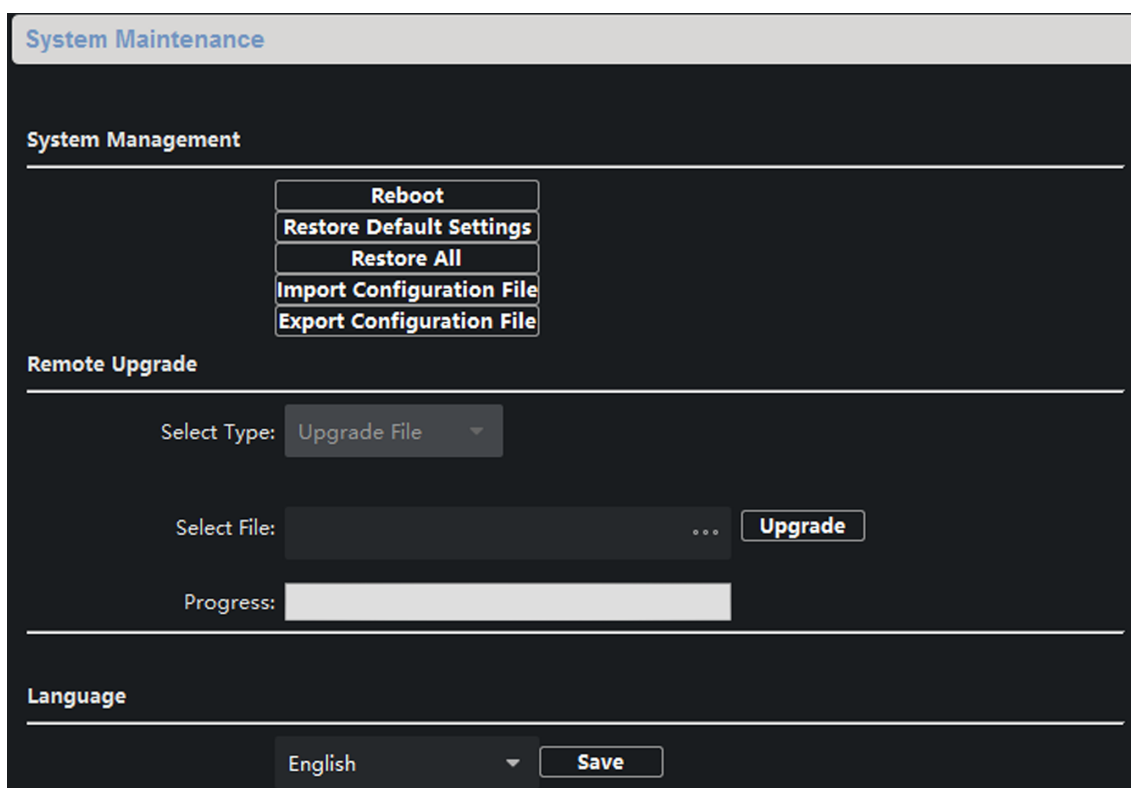 System Maintenance
System Management
Reboot
Restore Default Settings
Restore All
Import Configuration File
Export Configuration File
Remote Upgrade
Select Type: Upgrade File
Select File: ... Upgrade
Progress:
Language
English Save